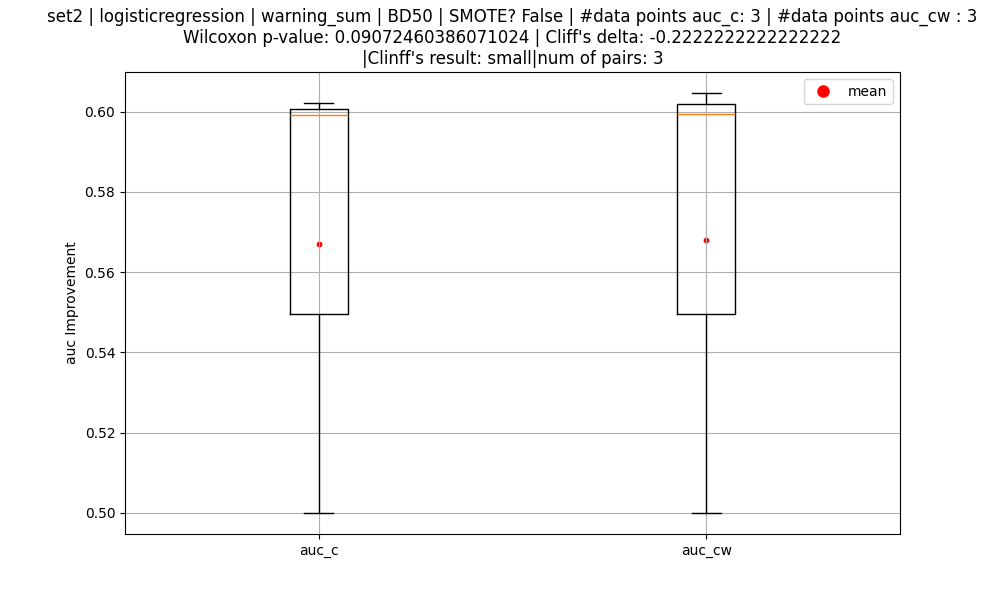 set2 | logisticregression | warning_sum | BD50 | SMOTE? False | #data points auc_c: 3 | #data points auc_cw : 3
Wilcoxon p-value: 0.09072460386071024 | Cliff's delta: -0.2222222222222222
|Clinff's result: small|num of pairs: 3
mean
0.60
0.58
0.56
0.54
0.52
0.50
auc Improvement
auc_c
auc_cw